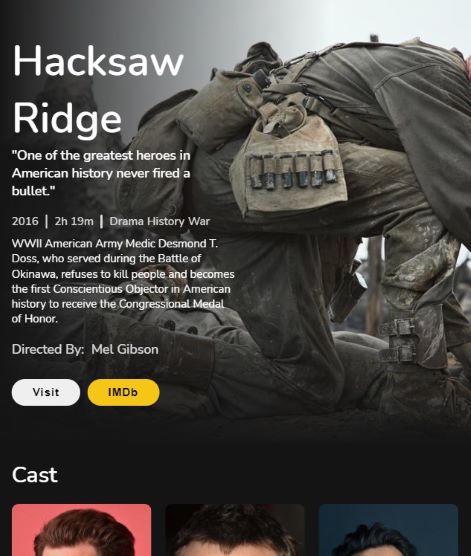 Hacksaw
Ridge
"One of the greatest heroes in
American history never fired a
bullet."
2016 | 2h 19m | Drama History War
WWII American Army Medic Desmond T.
Doss, who served during the Battle of
Okinawa, refuses to kill people and becomes
the first Conscientious Objector in American
history to receive the Congressional Medal
of Honor.
Directed By: Mel Gibson
Visit IMDb
Cast